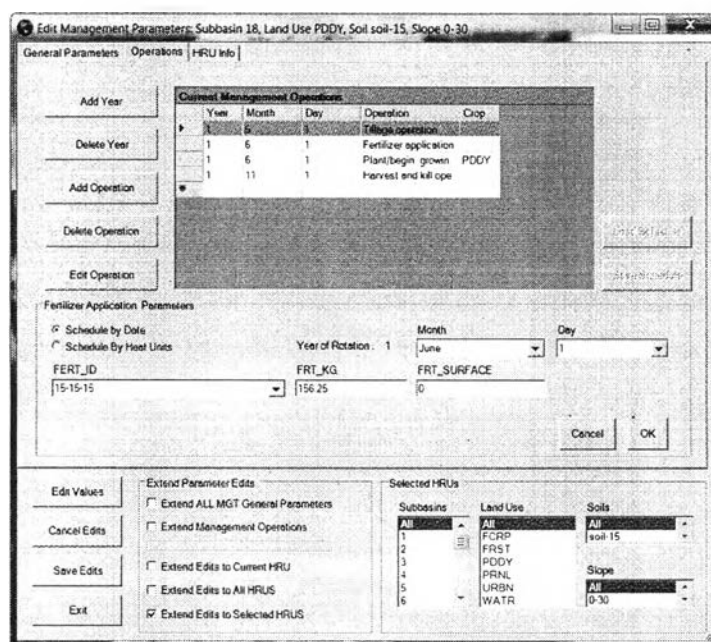 Edit Management Parameters: Subbasin 18, Land Use PDDY, Soil soil-15, Slope 0-30
General Parameters Operations HRU Info
Add Year
Delete Year
Add Operation
Delete Operation
Edit Operation
Current Management Operations
Year Month Day Operation Crop
1 1 Tillage operation
1 6 1 Fertilizer application
1 6 1 Plant/begin grown PDDY
1 11 1 Harvest and kill ope
Fertilizer Application Parameters
Schedule by Date
Schedule By Heat Units
Year of Rotation: 1
Month
June
Day
1
FERT_ID
15-15-15
FRT_KG
156.25
FRT_SURFACE
0
Cancel OK
Edit Values
Cancel Edits
Save Edits
Exit
Extend Parameter Edits
Extend ALL MGT General Parameters
Extend Management Operations
Extend Edits to Current HRU
Extend Edits to All HRUS
Extend Edits to Selected HRUS
Selected HRUs
Subbasins
All
1
2
3
4
5
6
Land Use
All
FCRP
FRST
PDDY
PRNL
URBN
WATR
Soils
All
soil-15
Slope
All
0-30